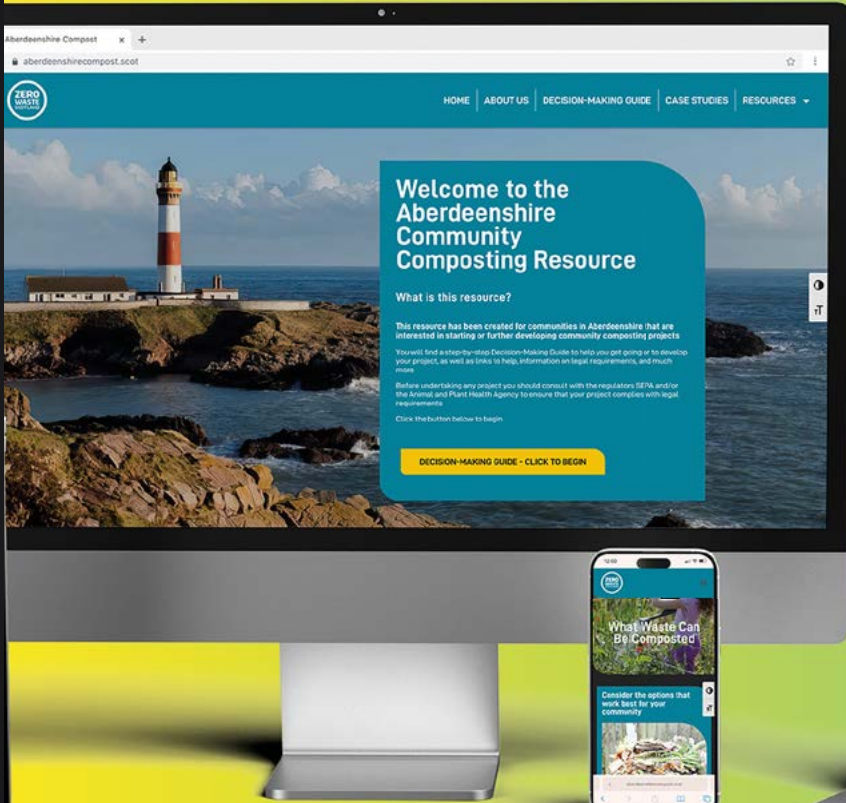 Aberdeenshire Compost
aberdeenshirecompost.scot
ZERO
WASTE
SCOTLAND
HOME ABOUT US DECISION-MAKING GUIDE CASE STUDIES RESOURCES
Welcome to the
Aberdeenshire
Community
Composting Resource
What is this resource?
This resource has been created for communities in Aberdeenshire that are
interested in starting or further developing community composting projects
You will find a step-by-step Decision-Making Guide to help you get going or to develop
your project, as well as links to help, information on legal requirements, and much
more
Before undertaking any project you should consult with the regulators SEPA and/or
the Animal and Plant Health Agency to ensure that your project complies with legal
requirements
Click the button below to begin
DECISION-MAKING GUIDE - CLICK TO BEGIN
TT
12:00
ZERO
WASTE
What Waste Can
Be Composted
Consider the options that
work best for your
community
TT
aberdeenshirecompost.scot